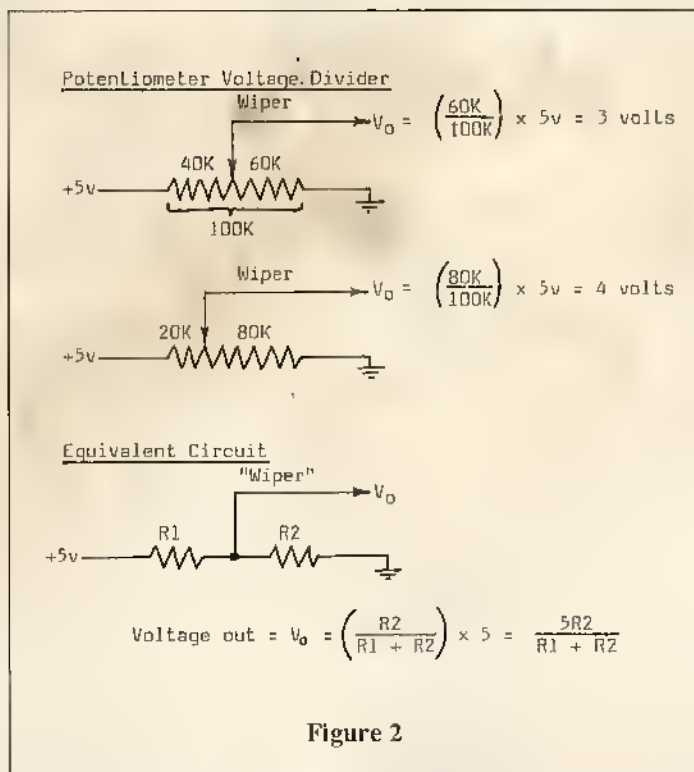 Potentiometer Voltage Divider
Wiper
V₀ = (60K/100K) x 5v = 3 volts
40K 60K
+5v
100K
Wiper
V₀ = (80K/100K) x 5v = 4 volts
20K 80K
+5v
Equivalent Circuit
"Wiper"
V₀
R1 R2
+5v
Voltage out = V₀ = (R2/R1 + R2) x 5 = 5R2/R1 + R2
Figure 2